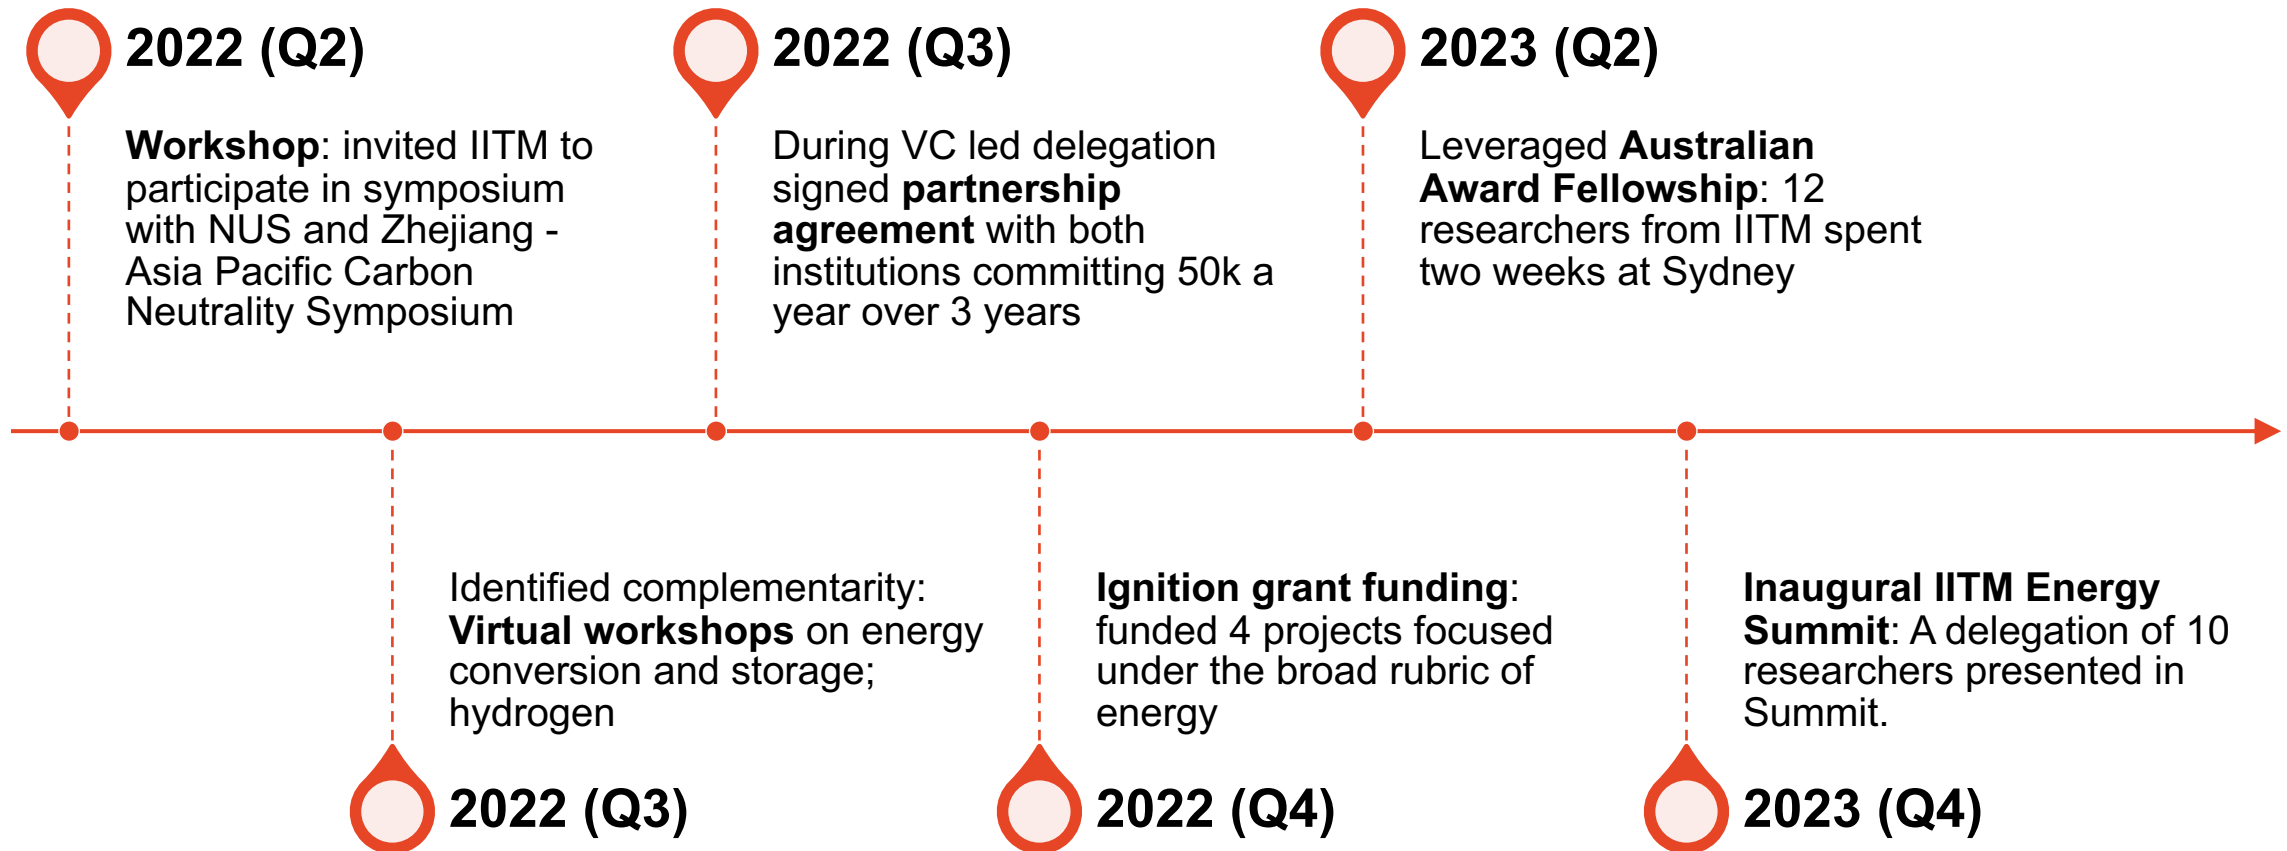 2022 (Q2)
Workshop: invited IITM to
participate in symposium
with NUS and Zhejiang -
Asia Pacific Carbon
Neutrality Symposium
2022 (Q3)
During VC led delegation
signed partnership
agreement with both
institutions committing 50k a
year over 3 years
2023 (Q2)
Leveraged Australian
Award Fellowship: 12
researchers from IITM spent
two weeks at Sydney
Identified complementarity:
Virtual workshops on energy
conversion and storage;
hydrogen
2022 (Q3)
Ignition grant funding:
funded 4 projects focused
under the broad rubric of
energy
2022 (Q4)
Inaugural IITM Energy
Summit: A delegation of 10
researchers presented in
Summit.
2023 (Q4)